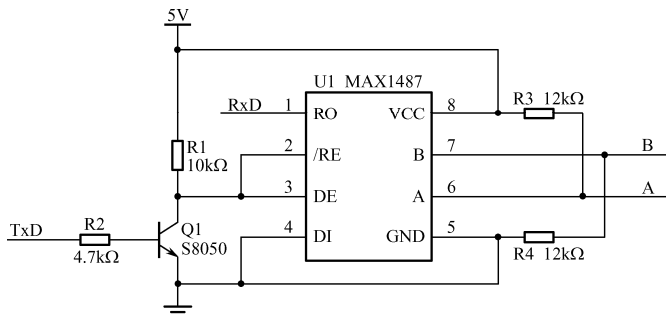 5V
U1 MAX1487
RxD 1 RO VCC 8 R3 12kΩ
R1
10kΩ
2 /RE B 7 B
3 DE A 6 A
TxD R2
4.7kΩ
Q1
S8050
4 DI GND 5
R4 12kΩ